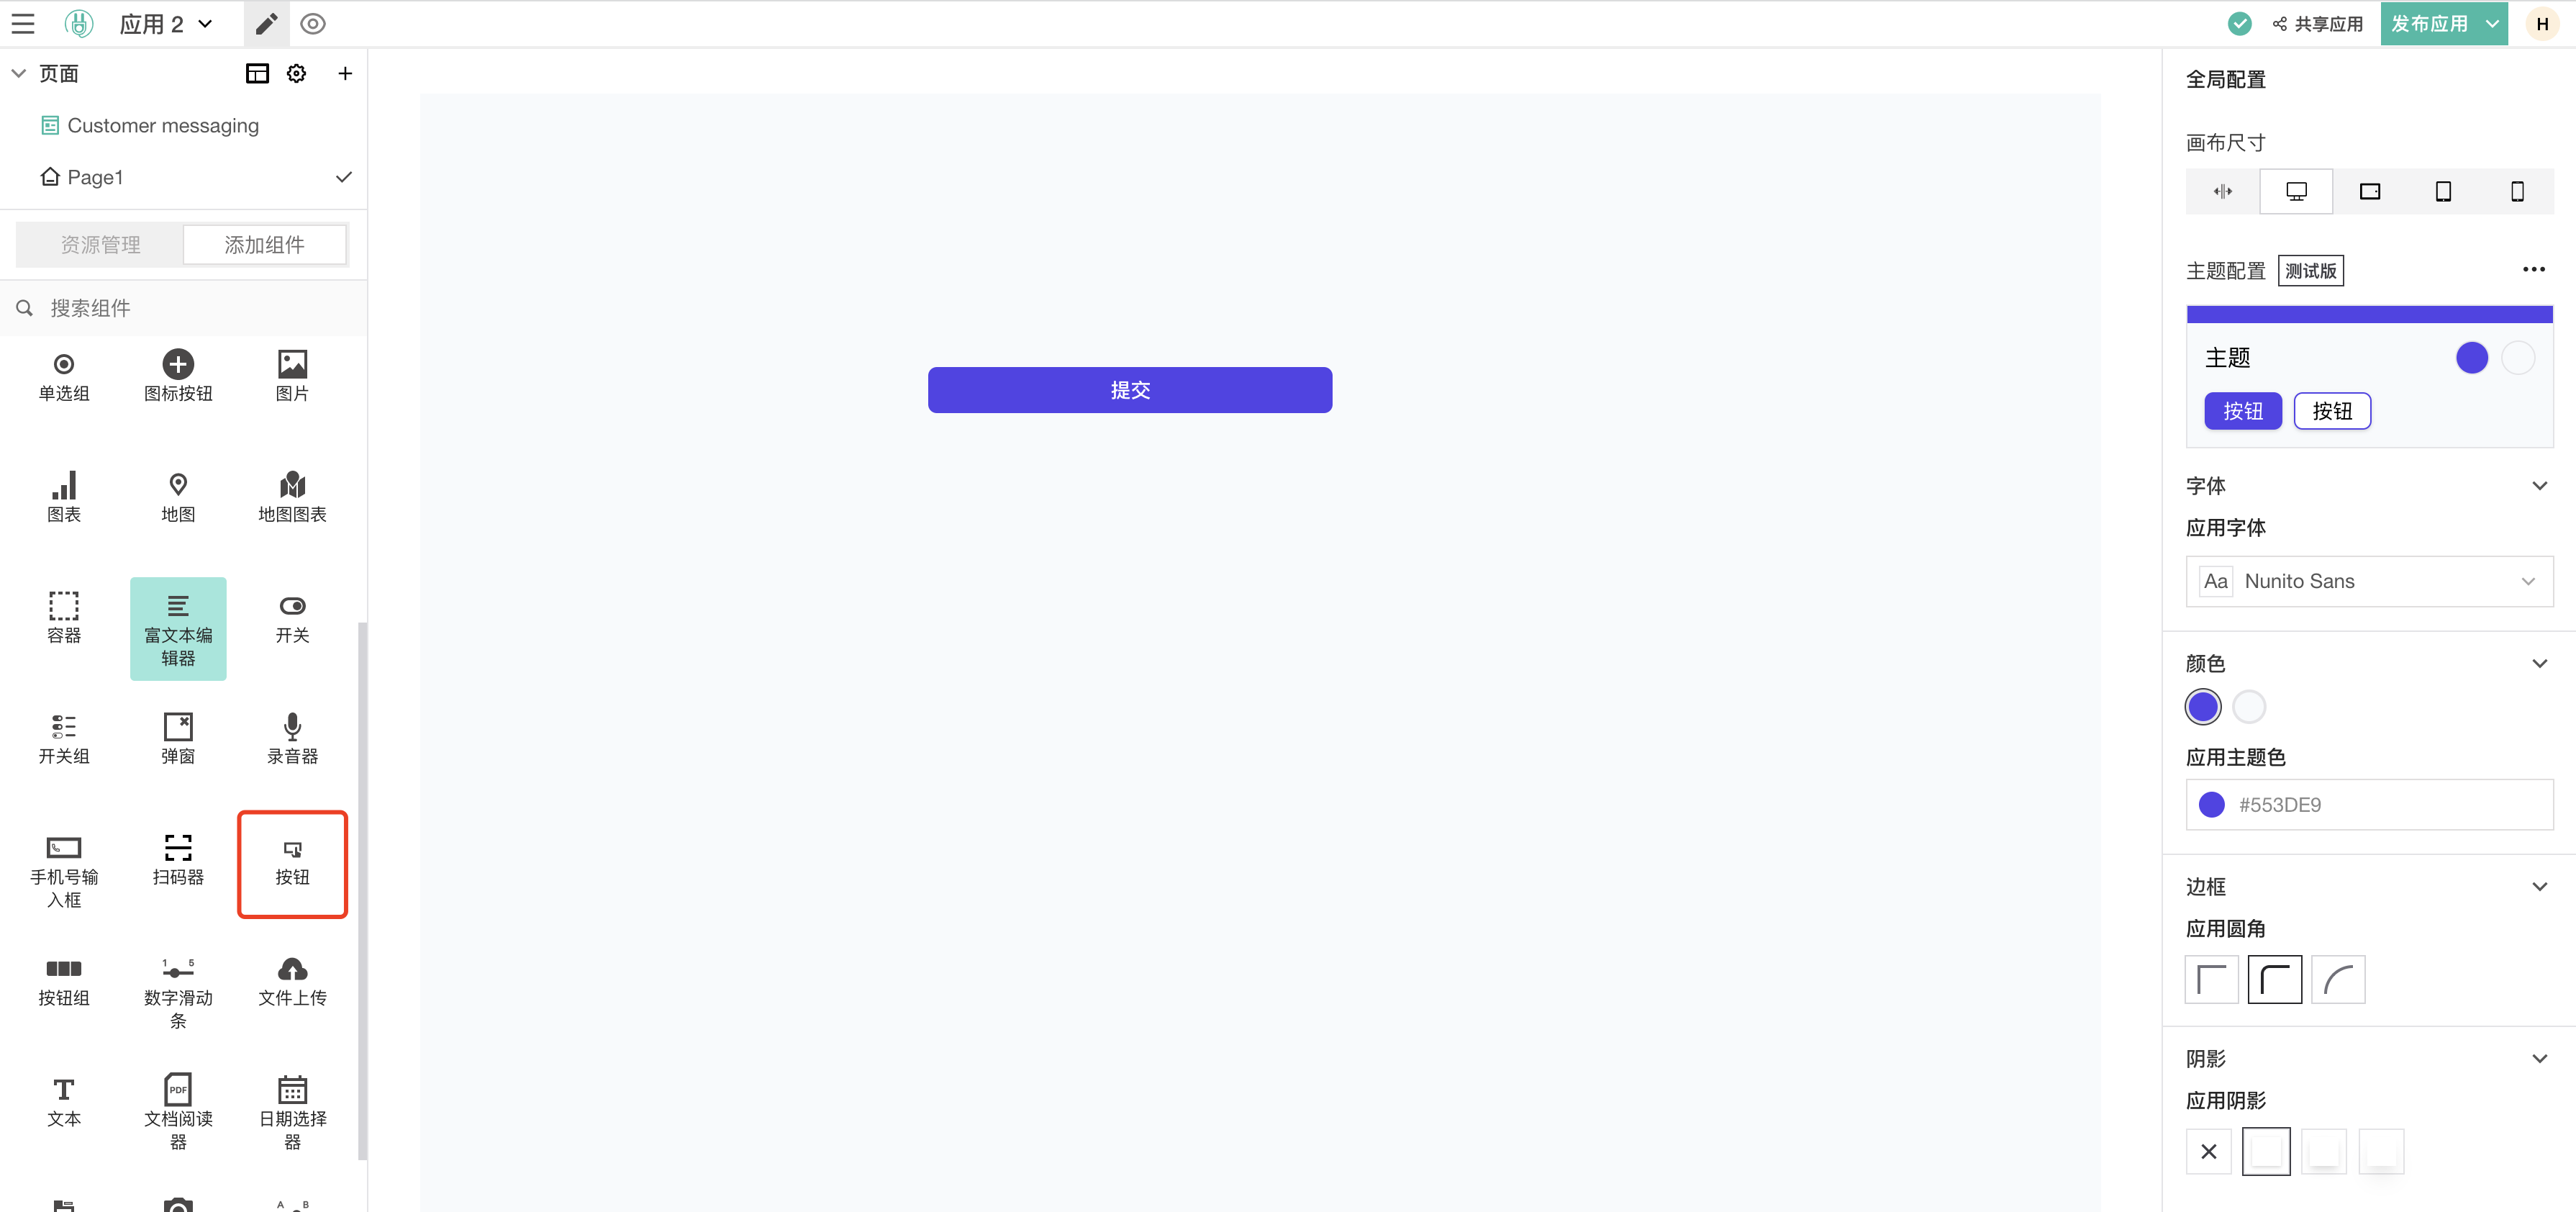 应用 2
共享应用
发布应用
H
页面
Customer messaging
Page1
资源管理
添加组件
搜索组件
单选组
图标按钮
图片
图表
地图
地图图表
容器
富文本编
辑器
开关
开关组
弹窗
录音器
手机号输
入框
扫码器
按钮
按钮组
1 5
数字滑动
条
文件上传
T
文本
PDF
文档阅读
器
日期选择
器
A B
提交
全局配置
画布尺寸
主题配置
测试版
主题
按钮
按钮
字体
应用字体
Aa
Nunito Sans
颜色
应用主题色
#553DE9
边框
应用圆角
阴影
应用阴影